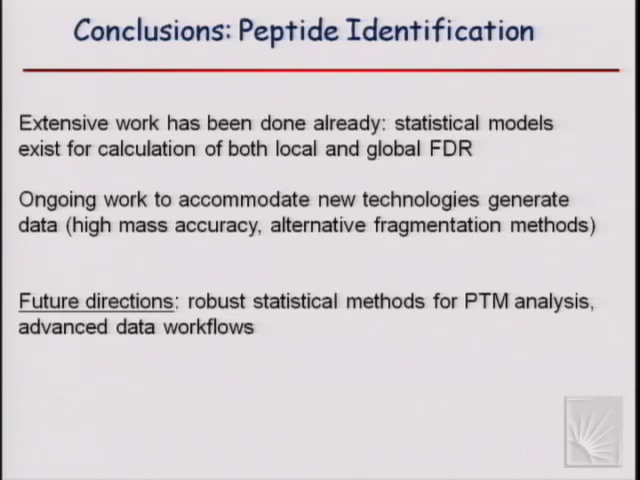 Conclusions: Peptide Identification
Extensive work has been done already: statistical models
exist for calculation of both local and global FDR
Ongoing work to accommodate new technologies generate
data (high mass accuracy, alternative fragmentation methods)
Future directions: robust statistical methods for PTM analysis,
advanced data workflows